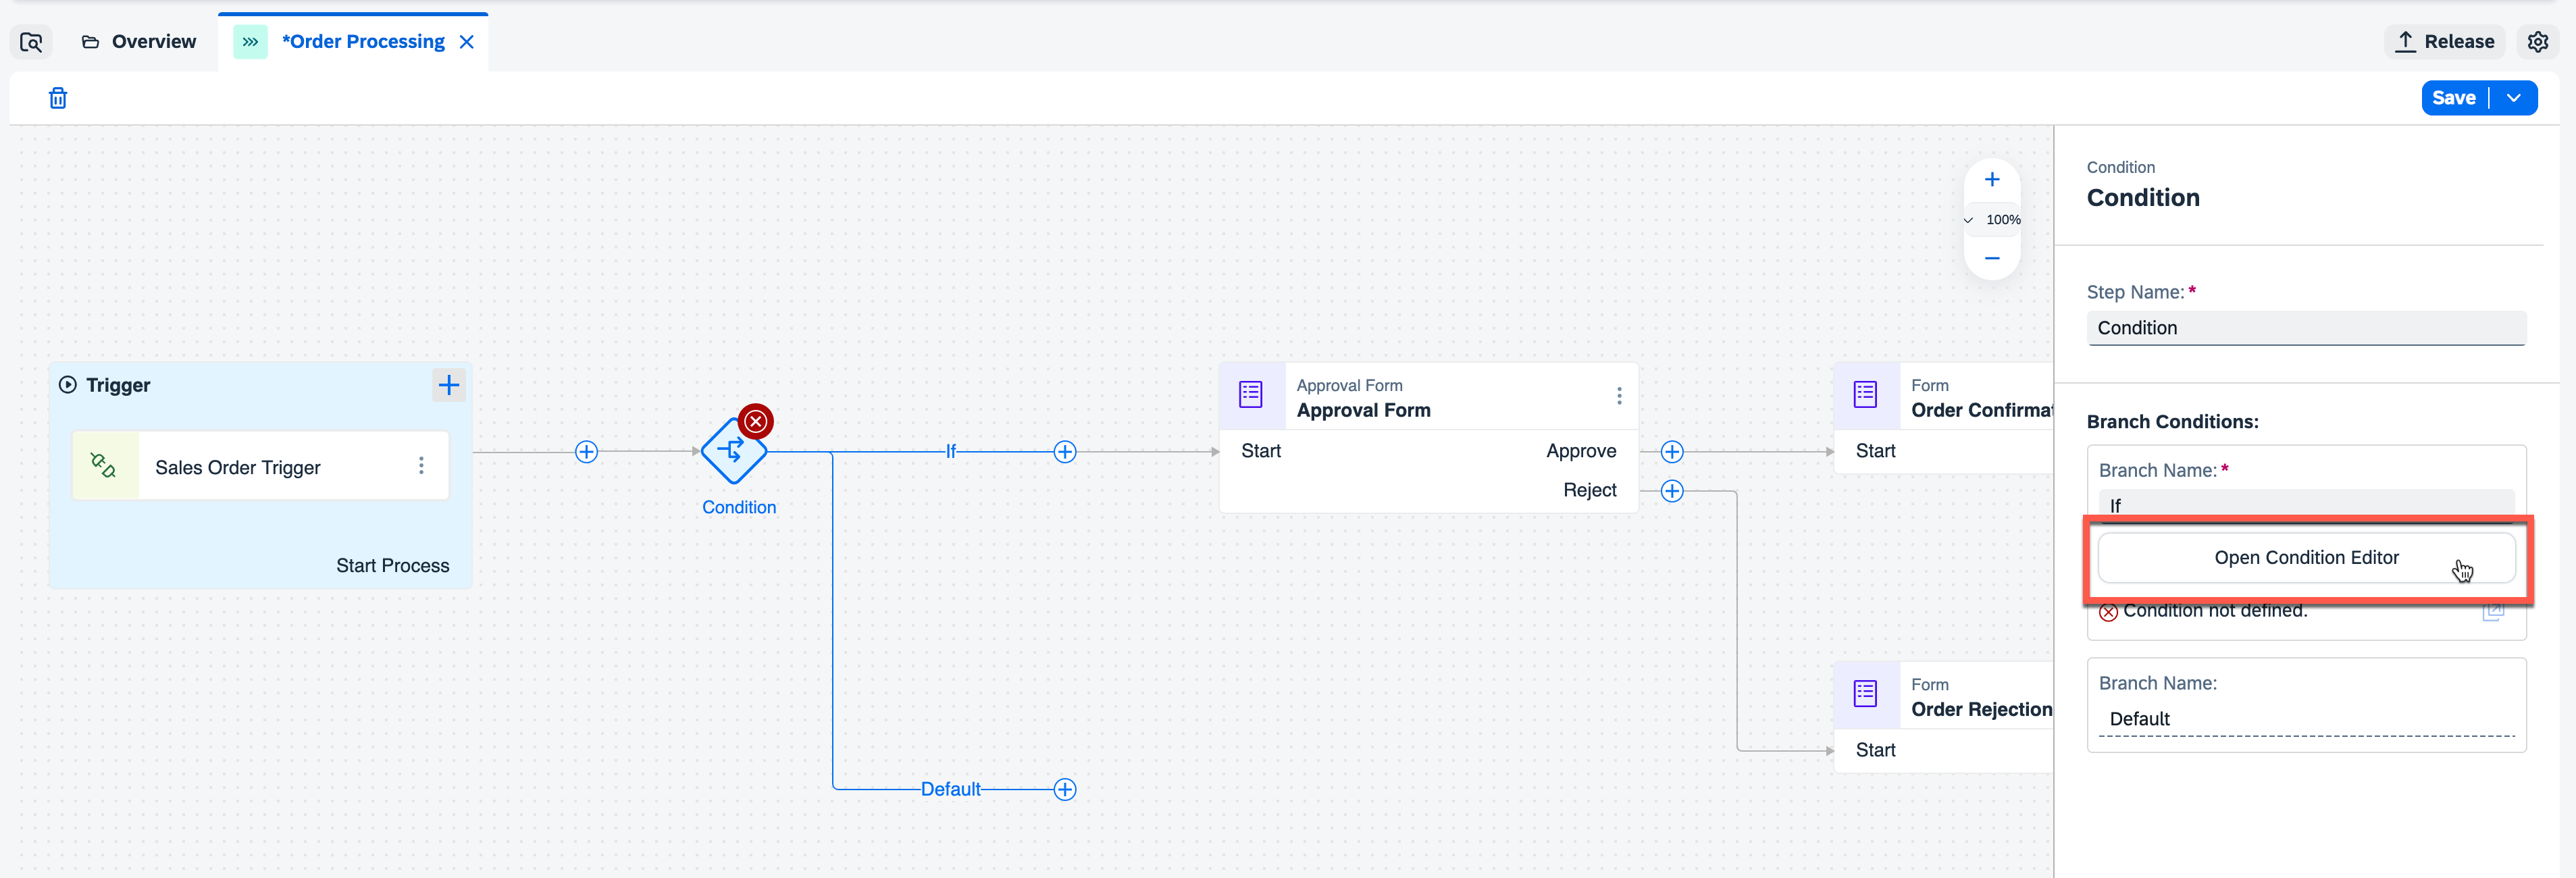 Overview
*Order Processing
Release
Save
100%
Trigger
Sales Order Trigger
Start Process
Condition
If
Default
Approval Form
Approval Form
Start
Approve
Reject
Form
Order Confirmat
Start
Form
Order Rejection
Start
Condition
Condition
Step Name: *
Condition
Branch Conditions:
Branch Name: *
If
Open Condition Editor
Condition not defined.
Branch Name:
Default